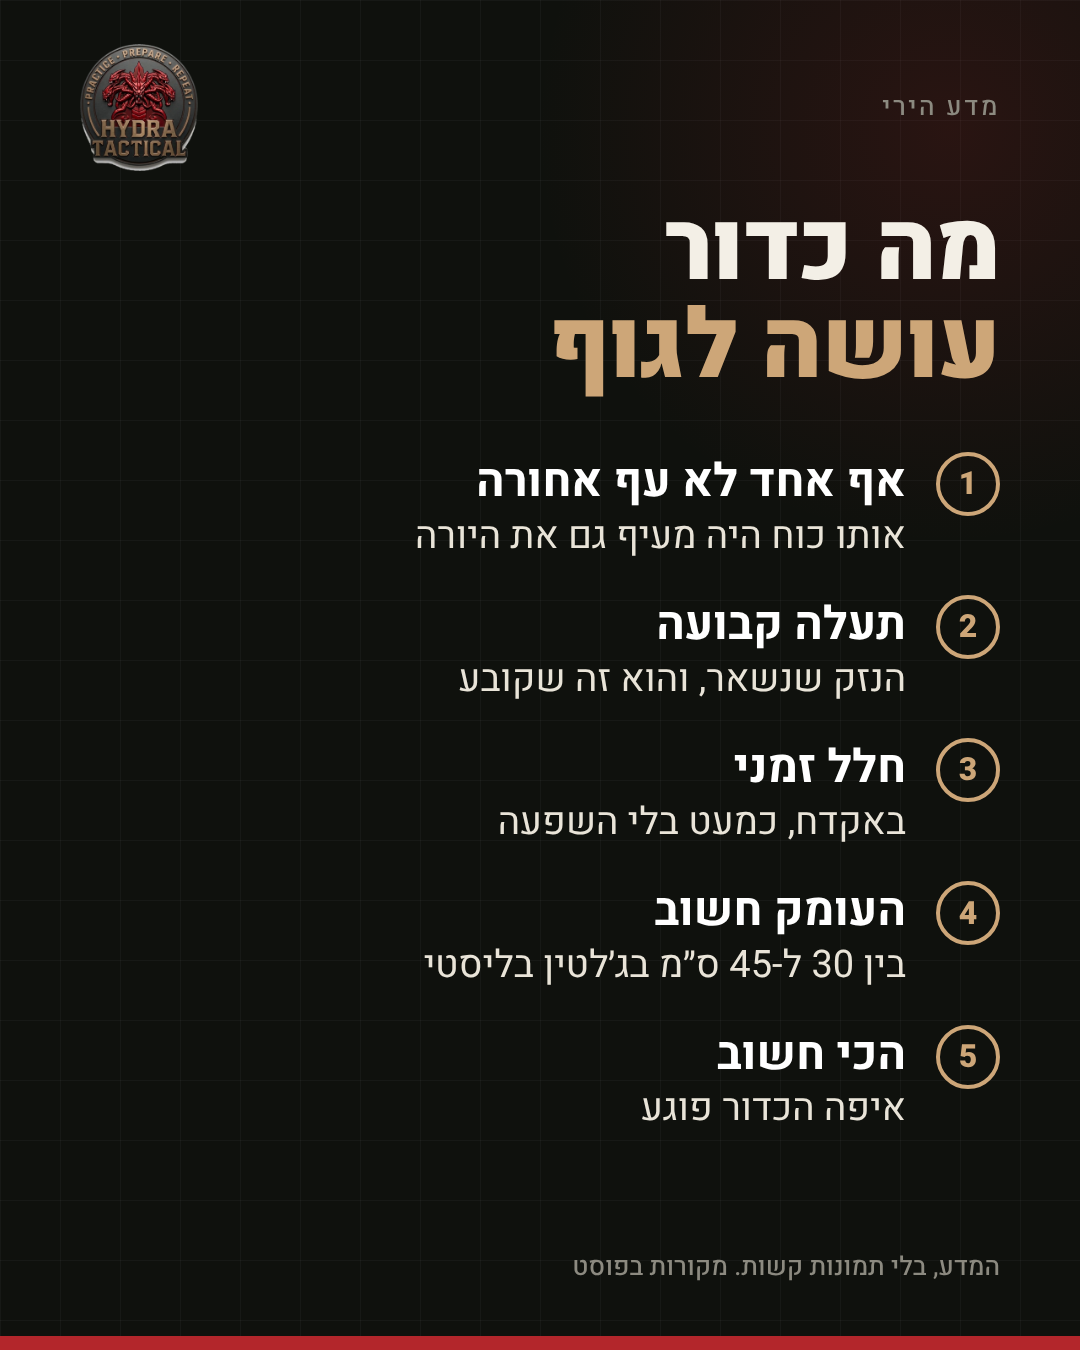 PRACTICE • PREPARE • REPEAT
HYDRA
TACTICAL
מדע הירי
מה כדור
עושה לגוף
1
אף אחד לא עף אחורה
אותו כוח היה מעיף גם את היורה
2
תעלה קבועה
הנזק שנשאר, והוא זה שקובע
3
חלל זמני
באקדח, כמעט בלי השפעה
4
העומק חשוב
בין 30 ל-45 ס״מ בג׳לטין בליסטי
5
הכי חשוב
איפה הכדור פוגע
המדע, בלי תמונות קשות. מקורות בפוסט